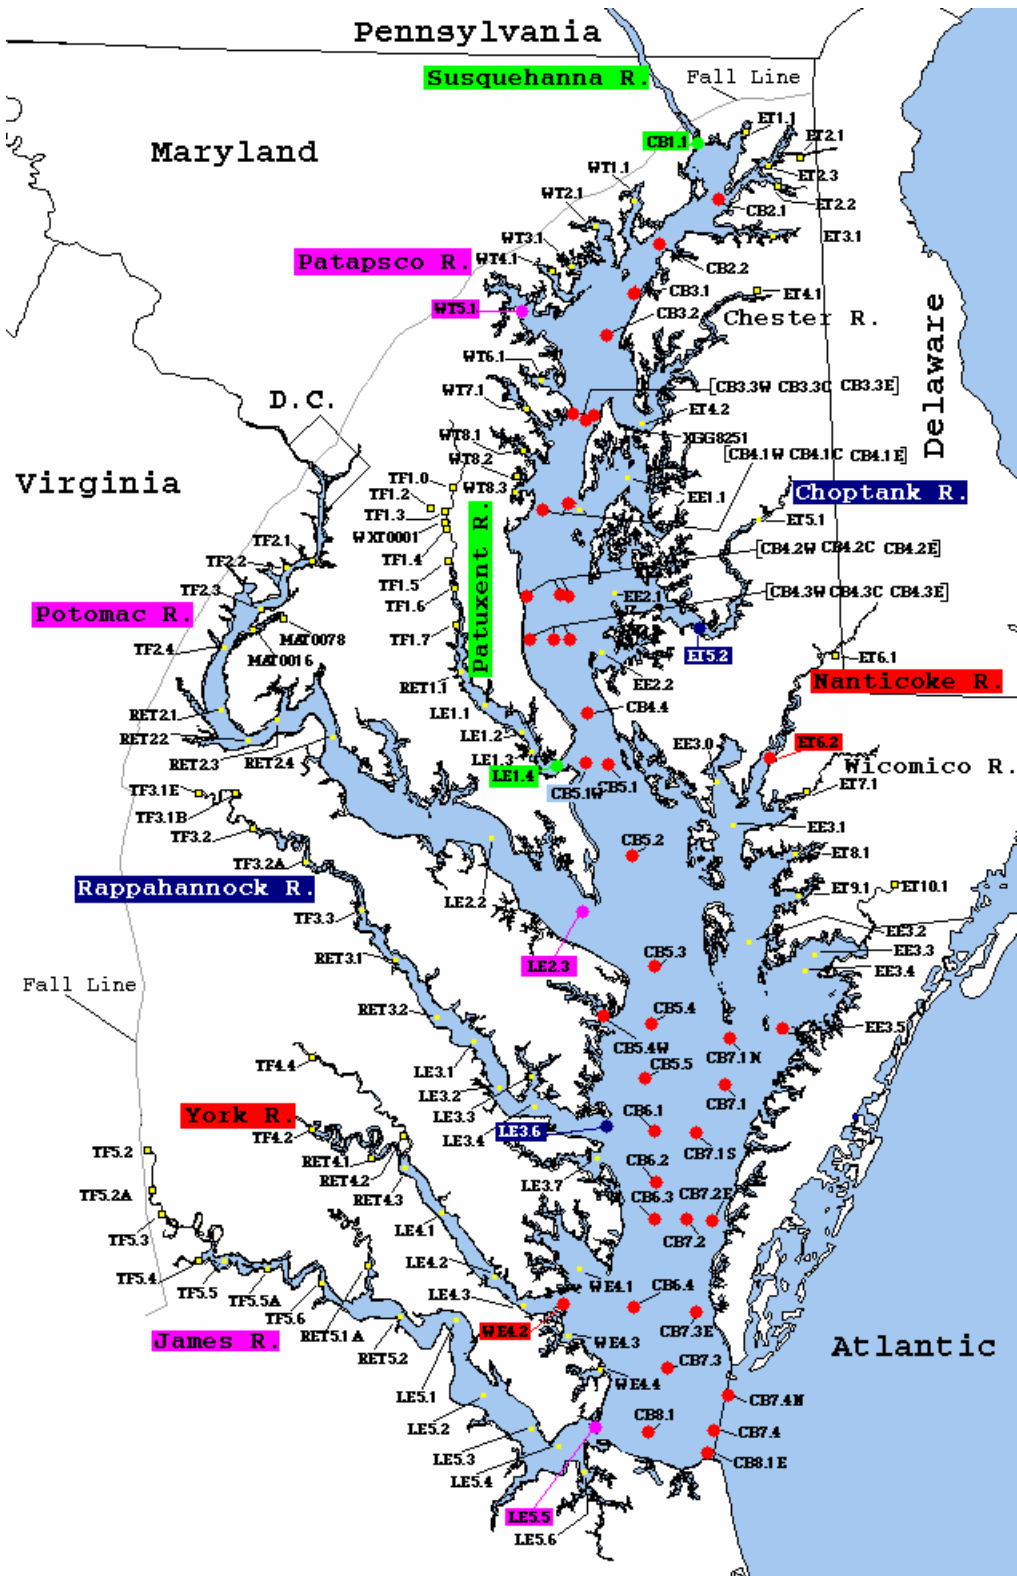 Pennsylvania
Susquehanna R.
Fall Line
ET1.1
CB1.1
ET2.1
Maryland
WT1.1
ET2.3
WT2.1
ET2.2
CB2.1
WT3.1
ET3.1
Patapsco R.
WT4.1
CB2.2
CB3.1
ET4.1
WT5.1
CB3.2
Chester R.
WT6.1
Delaware
[CB3.3W CB3.3C CB3.3E]
WT7.1
D.C.
ET4.2
WT8.1
XGG8251
WT8.2
[CB4.1W CB4.1C CB4.1E]
Virginia
TF1.0
WT8.3
EE1.1
Choptank R.
TF1.2
TF1.3
ET5.1
WXT0001
TF2.1
[CB4.2W CB4.2C CB4.2E]
TF2.2
TF1.4
TF1.5
TF2.3
TF1.6
EE2.1
[CB4.3W CB4.3C CB4.3E]
Potomac R.
Patuxent R.
MAT0078
TF1.7
TF2.4
MAT0016
ET5.2
ET6.1
EE2.2
RET1.1
Nanticoke R.
RET2.1
LE1.1
CB4.4
RET2.2
LE1.2
EE3.0
ET6.2
RET2.3
RET2.4
LE1.3
Wicomico R.
LE1.4
CB5.1W
CB5.1
ET7.1
TF3.1E
TF3.1B
EE3.1
TF3.2
CB5.2
ET8.1
TF3.2A
LE2.2
Rappahannock R.
ET9.1
ET10.1
TF3.3
EE3.2
CB5.3
EE3.3
RET3.1
LE2.3
EE3.4
Fall Line
RET3.2
CB5.4
EE3.5
CB5.4W
CB7.1N
TF4.4
LE3.1
CB5.5
LE3.2
CB7.1
LE3.3
York R.
CB6.1
TF4.2
LE3.4
LE3.6
CB7.1S
TF5.2
RET4.1
RET4.2
LE3.7
CB6.2
RET4.3
TF5.2A
CB6.3
CB7.2E
LE4.1
TF5.3
CB7.2
LE4.2
TF5.4
TF5.5
WE4.1
CB6.4
TF5.5A
LE4.3
TF5.6
CB7.3E
James R.
RET5.1A
WE4.2
WE4.3
Atlantic
RET5.2
CB7.3
WE4.4
LE5.1
CB7.4N
LE5.2
CB8.1
CB7.4
LE5.3
CB8.1E
LE5.4
LE5.5
LE5.6